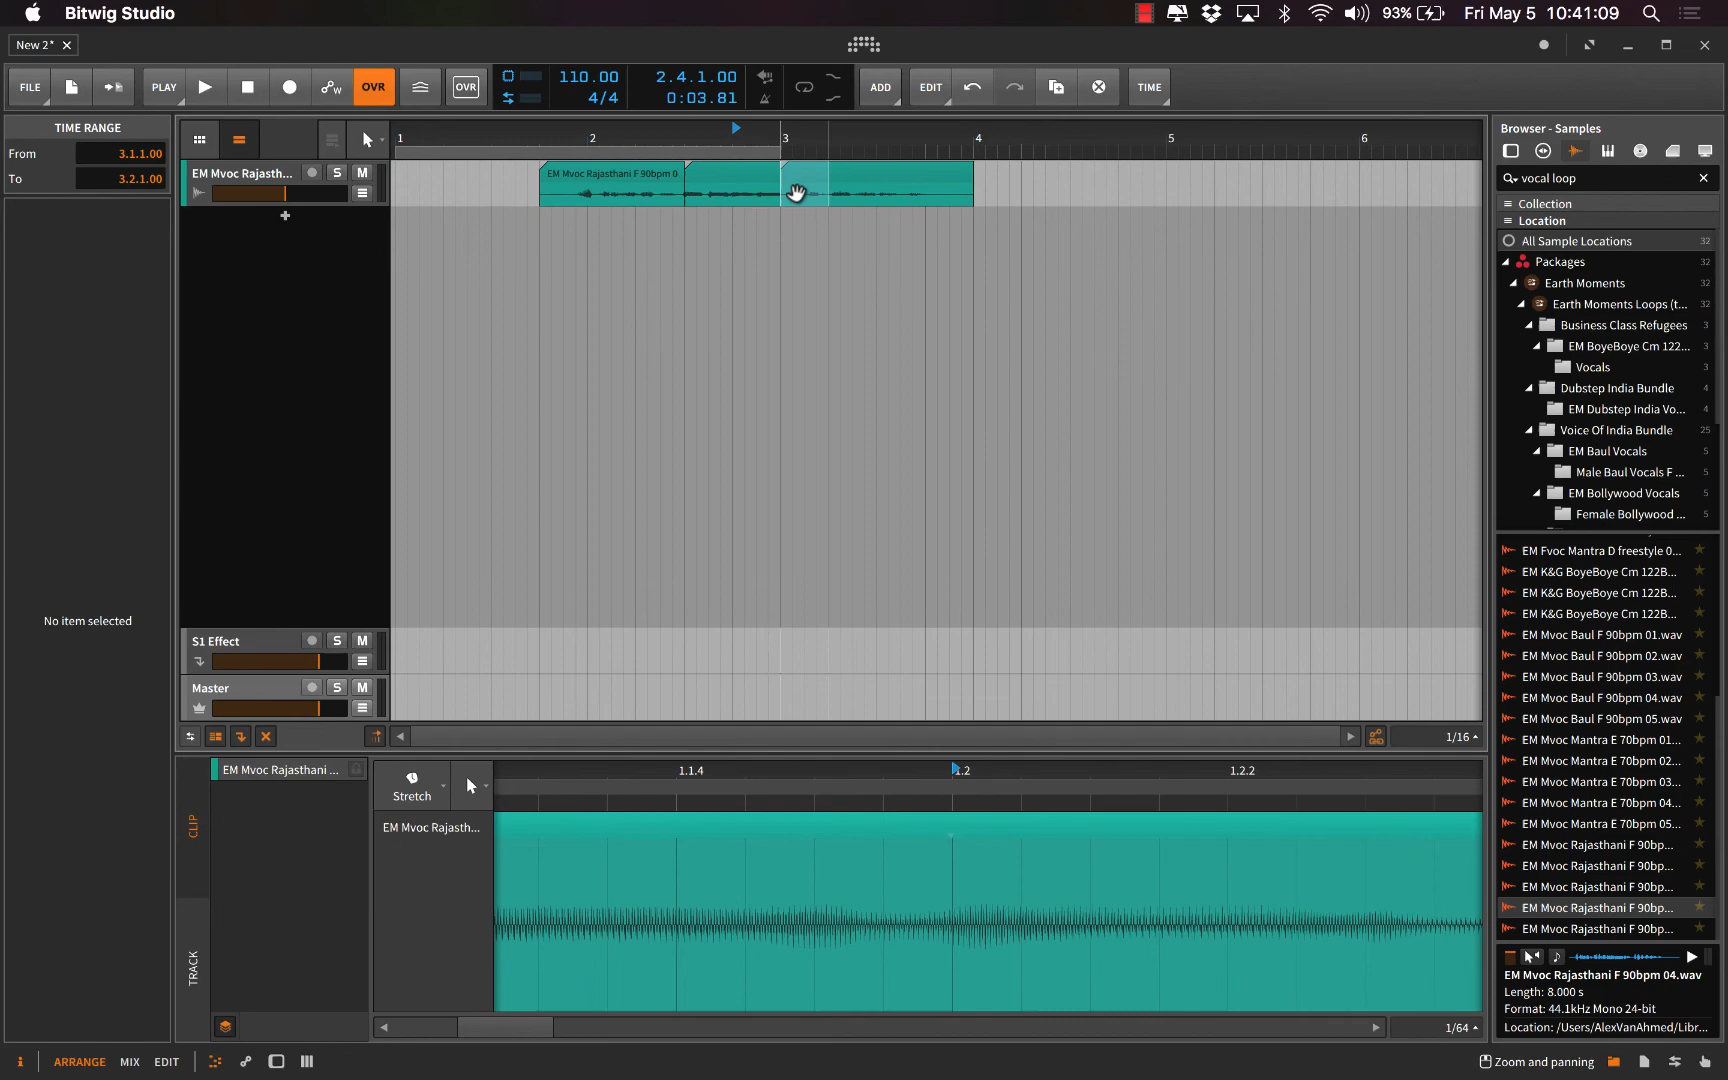 Bitwig Studio
93%
Fri May 5 10:41:09
New 2*
FILE
PLAY
OVR
OVR
110.00
4/4
2.4.1.00
0:03.81
ADD
EDIT
TIME
TIME RANGE
From 3.1.1.00
To 3.2.1.00
No item selected
1 2 3 4 5 6
EM Mvoc Rajasth...
S M
EM Mvoc Rajasthani F 90bpm 0
S1 Effect
S M
Master
S M
1/16
CLIP
TRACK
EM Mvoc Rajasthani ...
Stretch
EM Mvoc Rajasth...
1.1.4 1.2 1.2.2
1/64
Browser - Samples
vocal loop
Collection
Location
All Sample Locations 32
Packages 32
Earth Moments 32
Earth Moments Loops (t... 32
Business Class Refugees 3
EM BoyeBoye Cm 122... 3
Vocals 3
Dubstep India Bundle 4
EM Dubstep India Vo... 4
Voice Of India Bundle 25
EM Baul Vocals 5
Male Baul Vocals F ... 5
EM Bollywood Vocals 5
Female Bollywood ... 5
EM Fvoc Mantra D freestyle 0...
EM K&G BoyeBoye Cm 122B...
EM K&G BoyeBoye Cm 122B...
EM K&G BoyeBoye Cm 122B...
EM Mvoc Baul F 90bpm 01.wav
EM Mvoc Baul F 90bpm 02.wav
EM Mvoc Baul F 90bpm 03.wav
EM Mvoc Baul F 90bpm 04.wav
EM Mvoc Baul F 90bpm 05.wav
EM Mvoc Mantra E 70bpm 01...
EM Mvoc Mantra E 70bpm 02...
EM Mvoc Mantra E 70bpm 03...
EM Mvoc Mantra E 70bpm 04...
EM Mvoc Mantra E 70bpm 05...
EM Mvoc Rajasthani F 90bp...
EM Mvoc Rajasthani F 90bp...
EM Mvoc Rajasthani F 90bp...
EM Mvoc Rajasthani F 90bp...
EM Mvoc Rajasthani F 90bp...
EM Mvoc Rajasthani F 90bpm 04.wav
Length: 8.000 s
Format: 44.1kHz Mono 24-bit
Location: /Users/AlexVanAhmed/Libr...
i
ARRANGE
MIX
EDIT
Zoom and panning